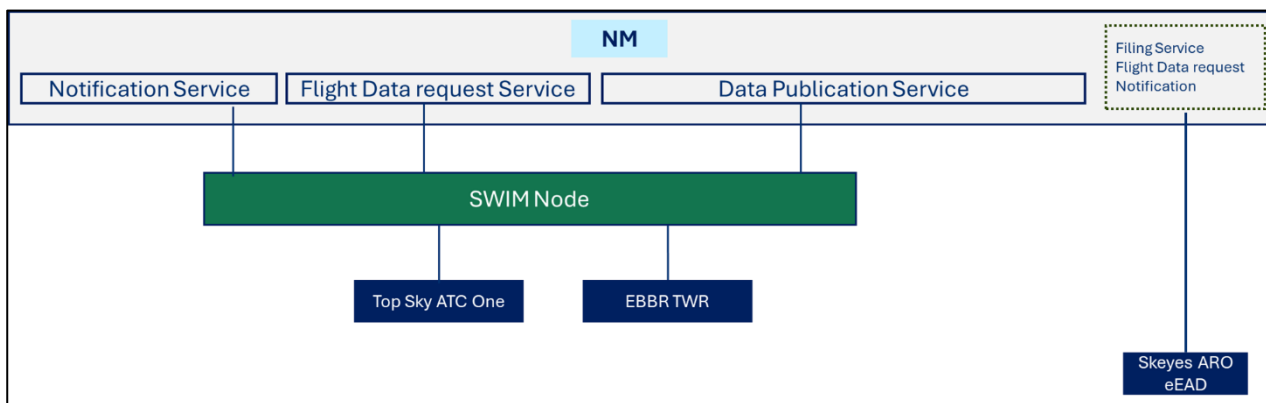 NM
Notification Service
Flight Data request Service
Data Publication Service
Filing Service
Flight Data request
Notification
SWIM Node
Top Sky ATC One
EBBR TWR
Skeyes ARO
eEAD